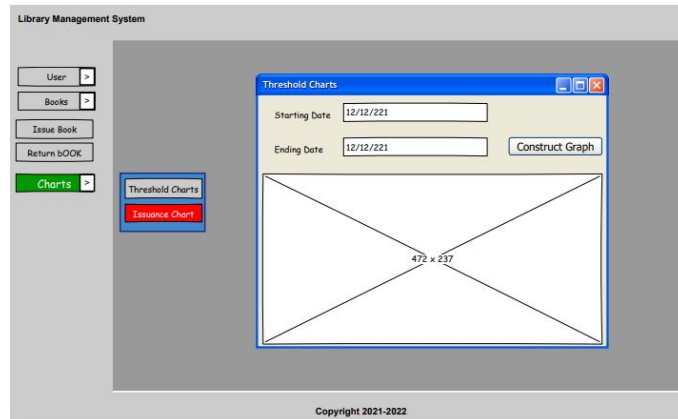 Library Management System
User >
Books >
Issue Book
Return bOOK
Charts >
Threshold Charts
Issuance Chart
Threshold Charts
Starting Date 12/12/221
Ending Date 12/12/221 Construct Graph
472 x 237
Copyright 2021-2022